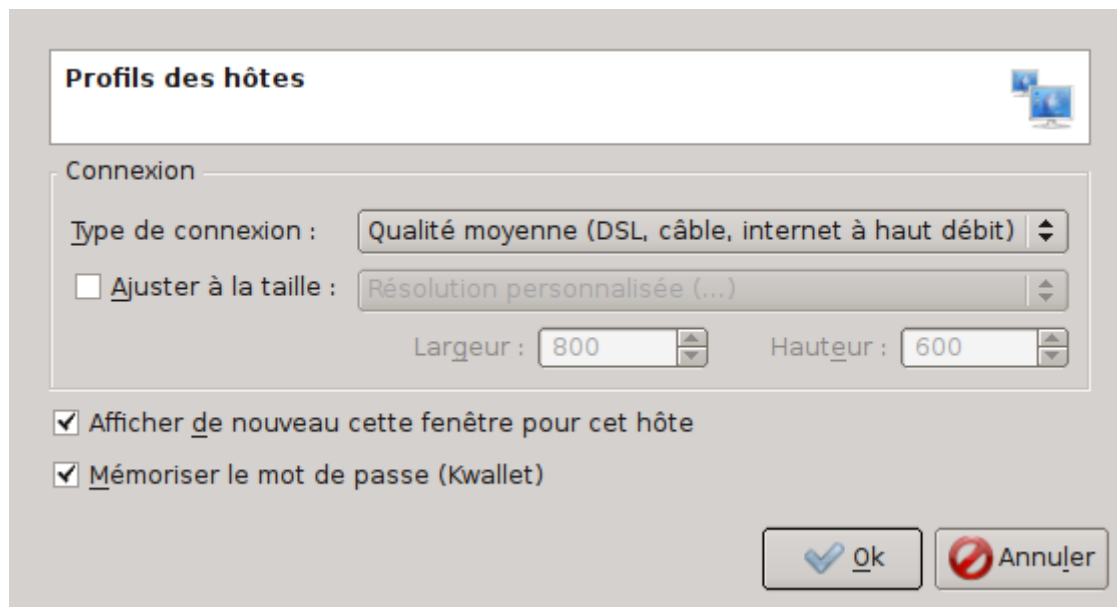 Profils des hôtes
Connexion
Type de connexion : Qualité moyenne (DSL, câble, internet à haut débit)
Ajuster à la taille : Résolution personnalisée (...)
Largeur : 800 Hauteur : 600
Afficher de nouveau cette fenêtre pour cet hôte
Mémoriser le mot de passe (Kwallet)
Ok Annuler